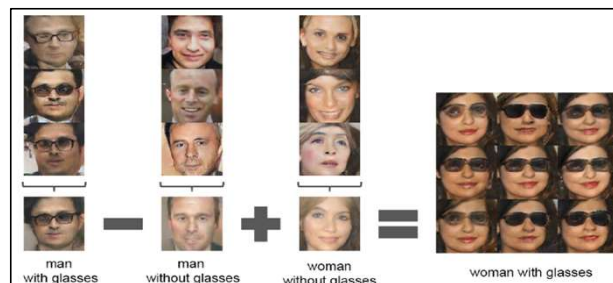 man
with glasses
man
without glasses
woman
without glasses
woman with glasses